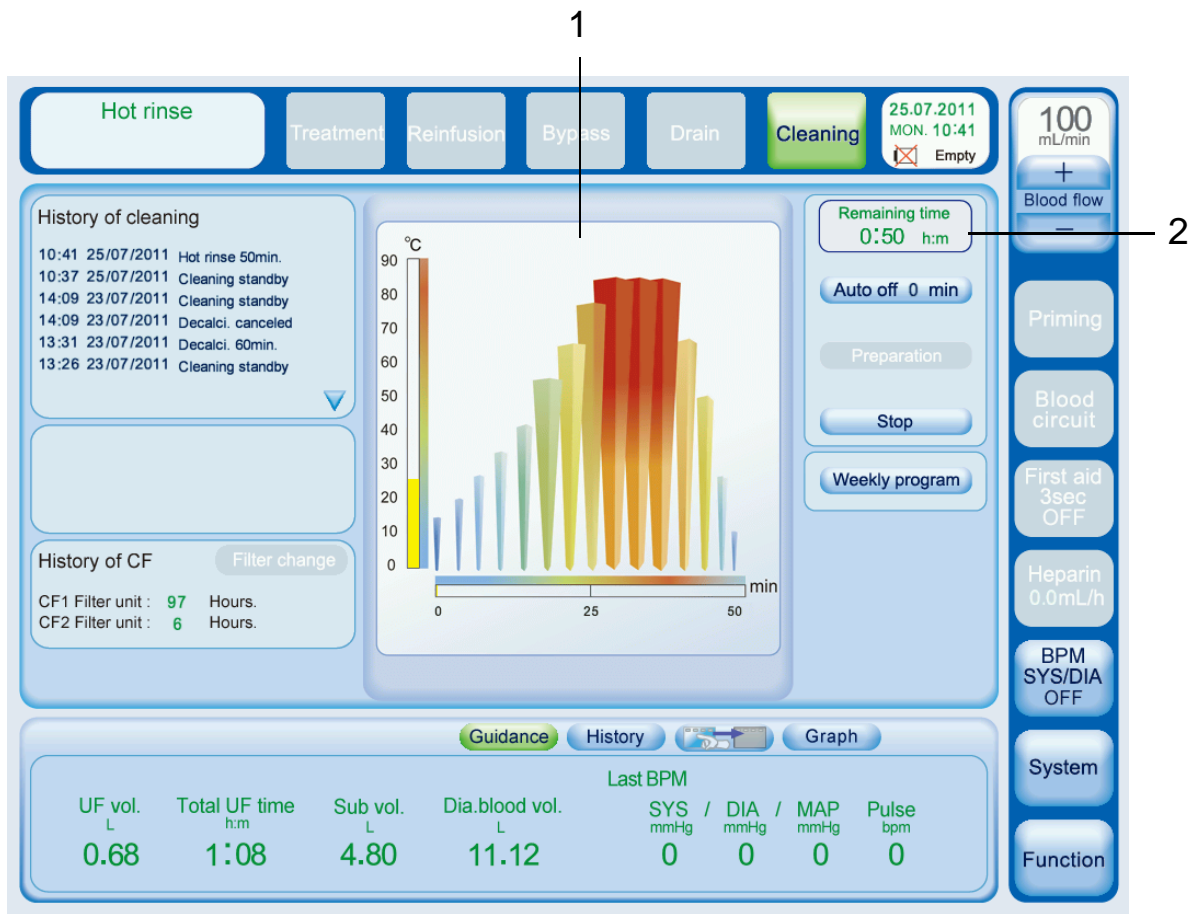 1
Hot rinse
Treatment
Reinfusion
Bypass
Drain
Cleaning
25.07.2011
MON. 10:41
Empty
100
mL/min
+
Blood flow
−
2
History of cleaning
10:41 25/07/2011 Hot rinse 50min.
10:37 25/07/2011 Cleaning standby
14:09 23/07/2011 Cleaning standby
14:09 23/07/2011 Decalci. canceled
13:31 23/07/2011 Decalci. 60min.
13:26 23/07/2011 Cleaning standby
History of CF
Filter change
CF1 Filter unit : 97 Hours.
CF2 Filter unit : 6 Hours.
°C
90
80
70
60
50
40
30
20
10
0
min
0 25 50
Remaining time
0:50 h:m
Auto off 0 min
Preparation
Stop
Weekly program
Priming
Blood
circuit
First aid
3sec
OFF
Heparin
0.0mL/h
BPM
SYS/DIA
OFF
System
Function
Guidance
History
Graph
Last BPM
UF vol. Total UF time Sub vol. Dia.blood vol. SYS / DIA / MAP Pulse
L h:m L L mmHg mmHg mmHg bpm
0.68 1:08 4.80 11.12 0 0 0 0